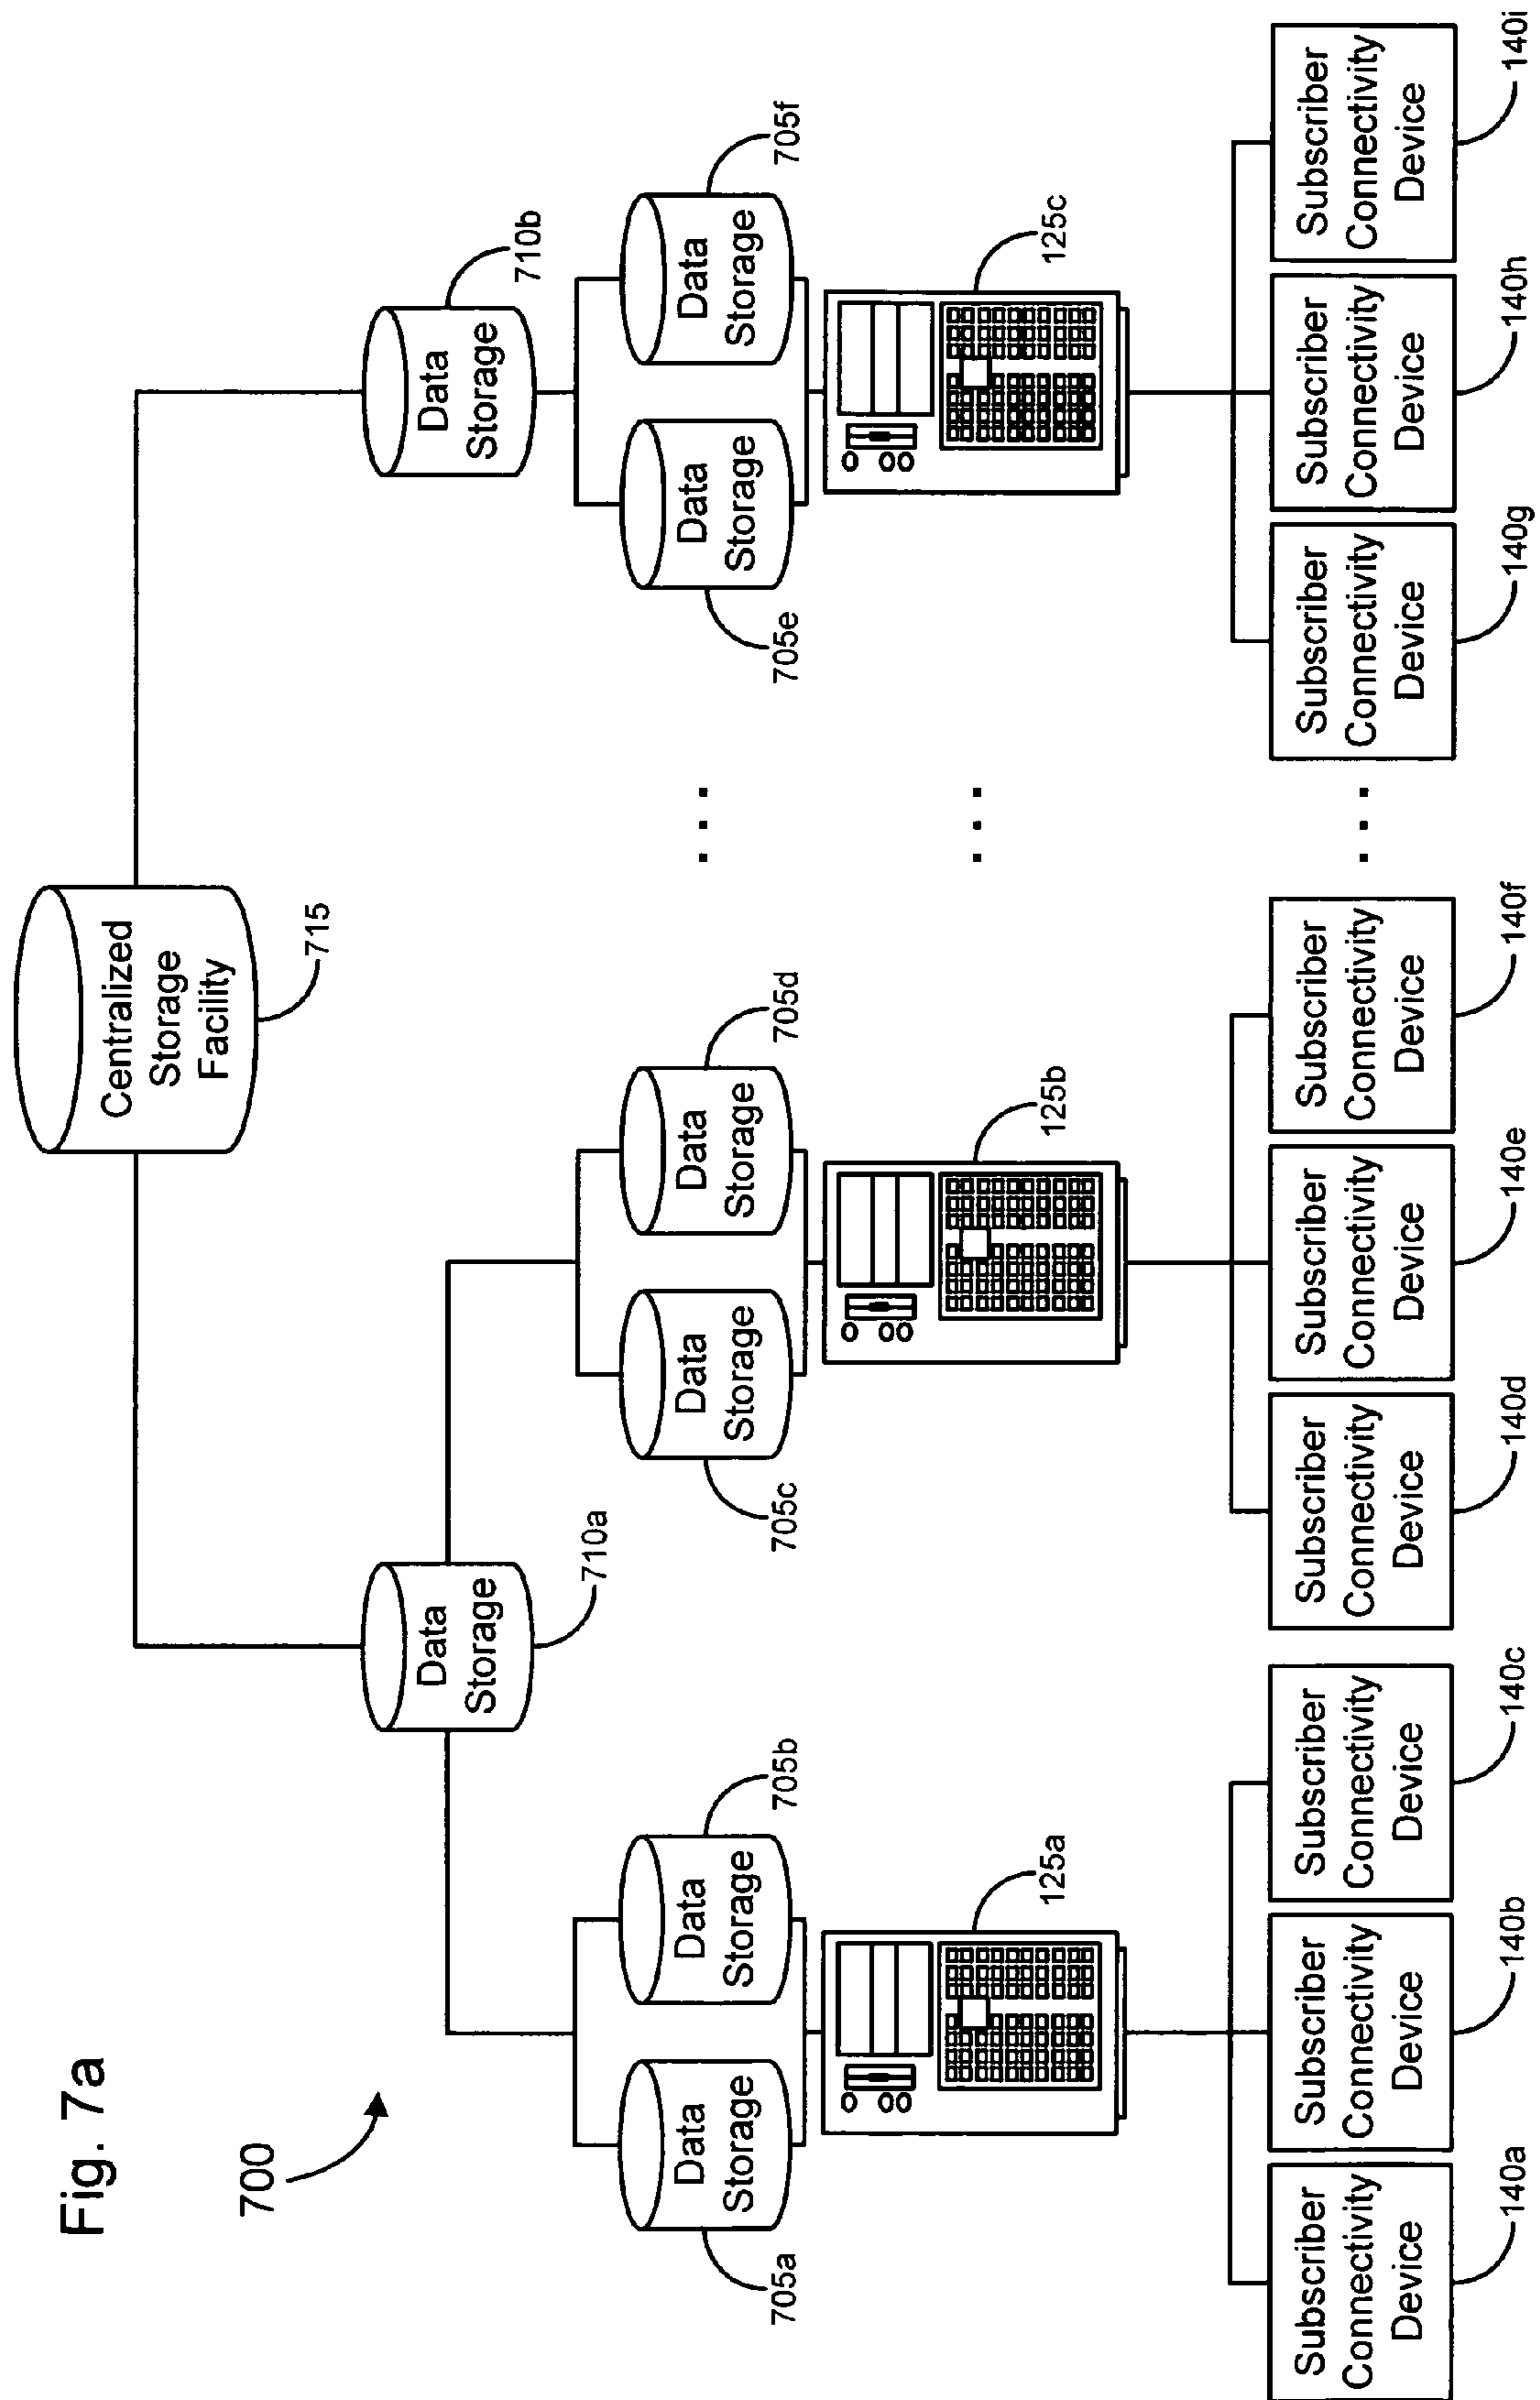 Fig. 7a
700
Centralized
Storage
Facility
715
Data
Storage
710a
Data
Storage
710b
Data
Storage
705a
Data
Storage
705b
Data
Storage
705c
Data
Storage
705d
...
Data
Storage
705e
Data
Storage
705f
125a
125b
...
125c
Subscriber
Connectivity
Device
140a
Subscriber
Connectivity
Device
140b
Subscriber
Connectivity
Device
140c
Subscriber
Connectivity
Device
140d
Subscriber
Connectivity
Device
140e
Subscriber
Connectivity
Device
140f
...
Subscriber
Connectivity
Device
140g
Subscriber
Connectivity
Device
140h
Subscriber
Connectivity
Device
140i